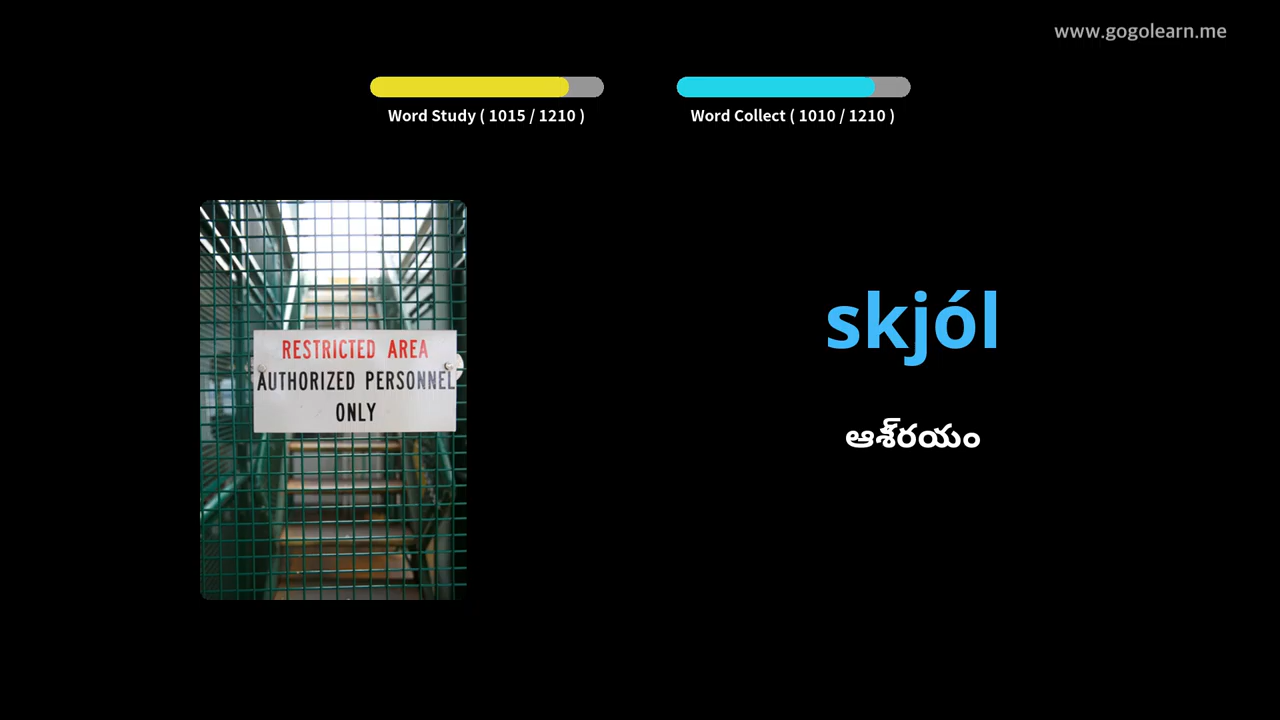 www.gogolearn.me
Word Study ( 1015 / 1210 )
Word Collect ( 1010 / 1210 )
RESTRICTED AREA
AUTHORIZED PERSONNEL
ONLY
skjól
ఆశ్రయం